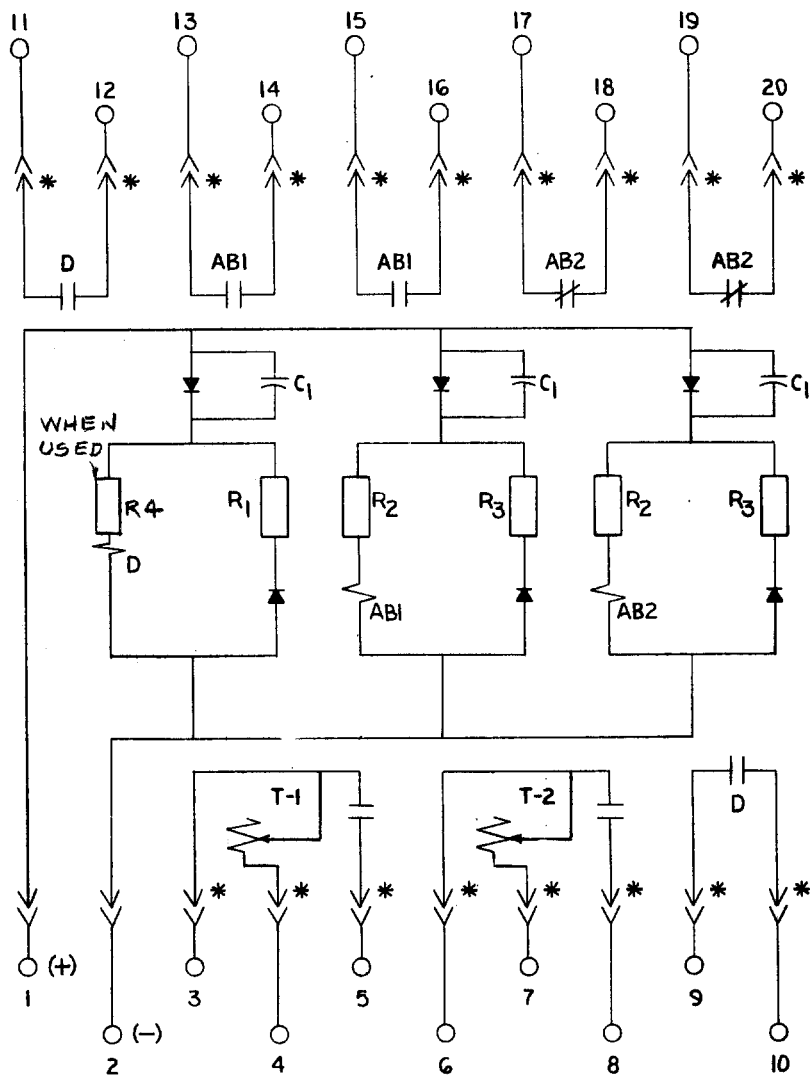 11 13 15 17 19
12 14 16 18 20
* * * * * * * * * *
D AB1 AB1 AB2 AB2
C1 C1 C1
WHEN
USED
R4 R1 R2 R3 R2 R3
D AB1 AB2
T-1 T-2 D
* * * * * * * *
(+)
1 3 5 7 9
(−)
2 4 6 8 10